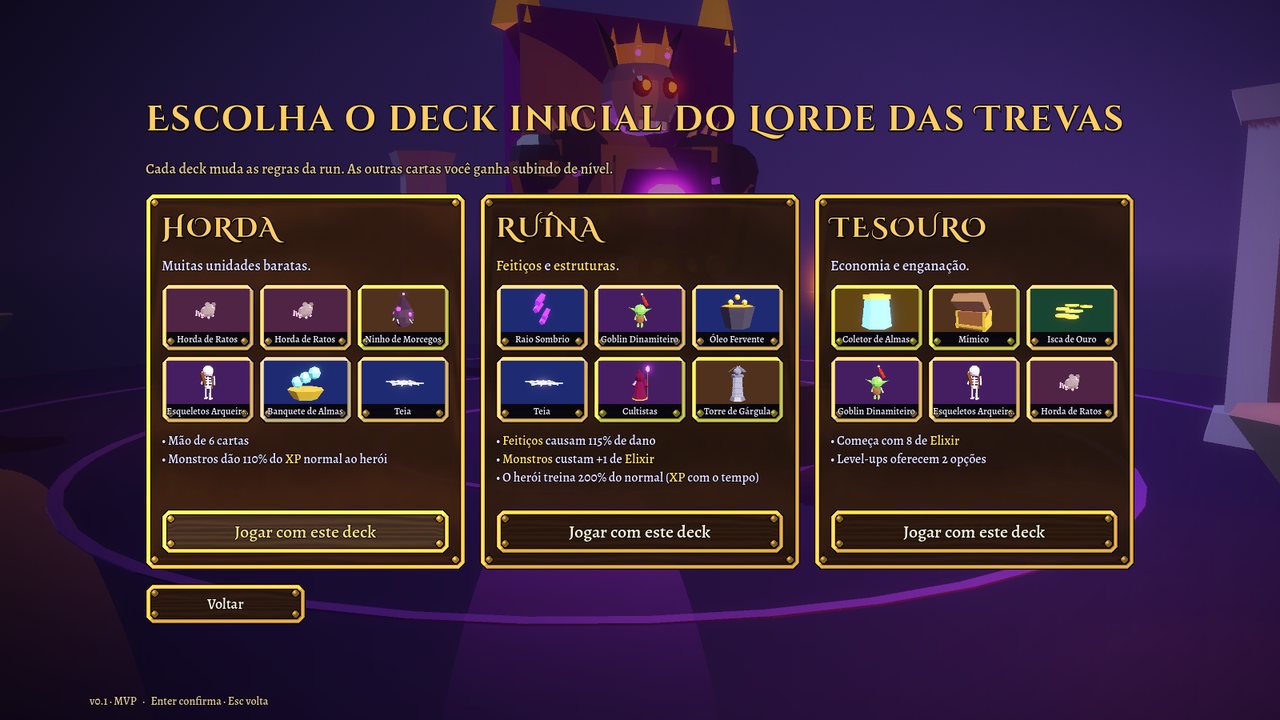 Escolha o deck inicial do Lorde das Trevas
Cada deck muda as regras da run. As outras cartas você ganha subindo de nível.
HORDA
Muitas unidades baratas.
Horda de Ratos
Horda de Ratos
Ninho de Morcegos
Esqueletos Arqueiro
Banquete de Almas
Teia
• Mão de 6 cartas
• Monstros dão 110% do XP normal ao herói
Jogar com este deck
RUÍNA
Feitiços e estruturas.
Raio Sombrio
Goblin Dinamiteiro
Óleo Fervente
Teia
Cultistas
Torre de Gárgula
• Feitiços causam 115% de dano
• Monstros custam +1 de Elixir
• O herói treina 200% do normal (XP com o tempo)
Jogar com este deck
TESOURO
Economia e enganação.
Coletor de Almas
Mímico
Isca de Ouro
Goblin Dinamiteiro
Esqueletos Arqueiro
Horda de Ratos
• Começa com 8 de Elixir
• Level-ups oferecem 2 opções
Jogar com este deck
Voltar
v0.1 · MVP · Enter confirma · Esc volta